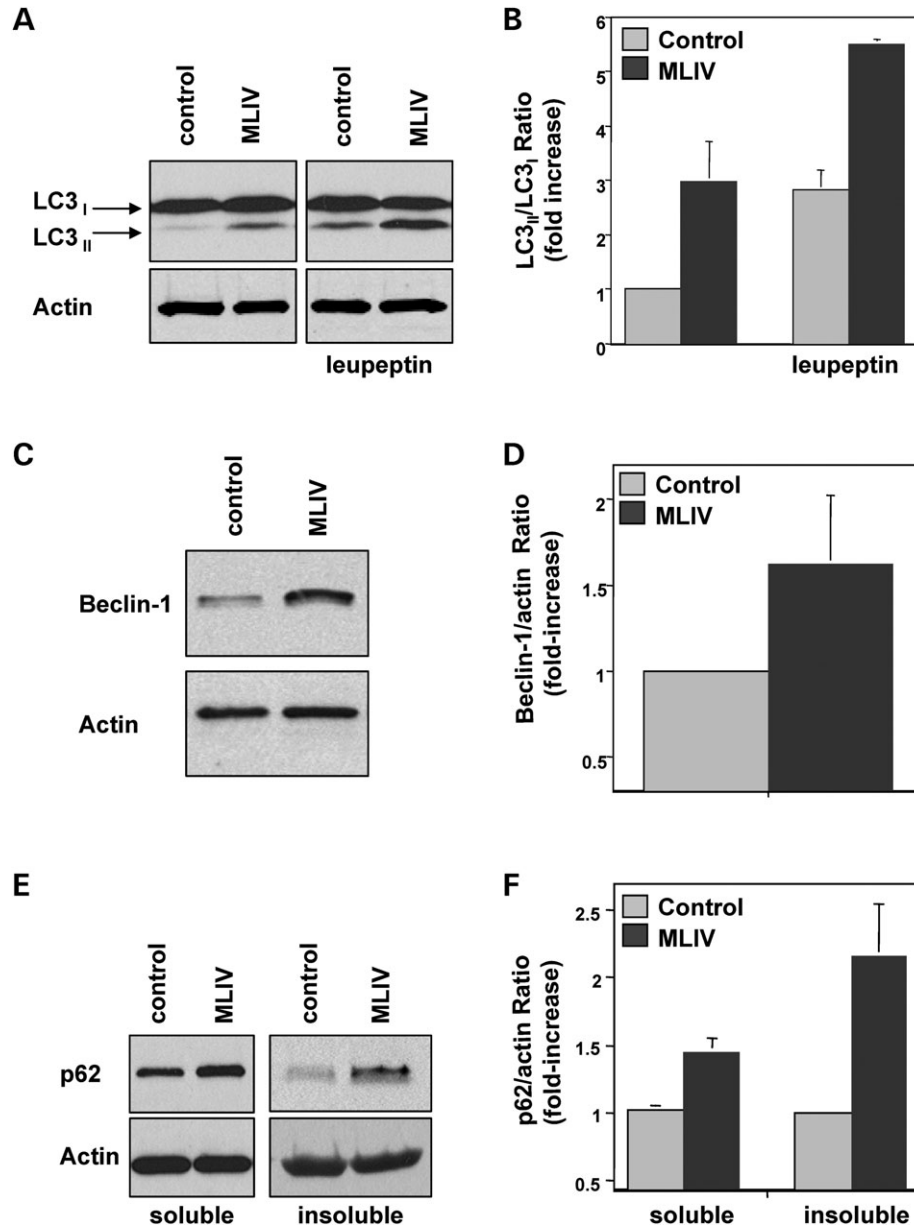 A
control
MLIV
control
MLIV
LC3 I
LC3 II
Actin
leupeptin
B
Control
MLIV
LC3II/LC3I Ratio
(fold increase)
6
5
3
2
1
0
leupeptin
C
control
MLIV
Beclin-1
Actin
D
Control
MLIV
Beclin-1/actin Ratio
(fold-increase)
2
1.5
1
0.5
E
control
MLIV
control
MLIV
p62
Actin
soluble
insoluble
F
Control
MLIV
p62/actin Ratio
(fold-increase)
2.5
2
1.5
1
0.5
soluble
insoluble